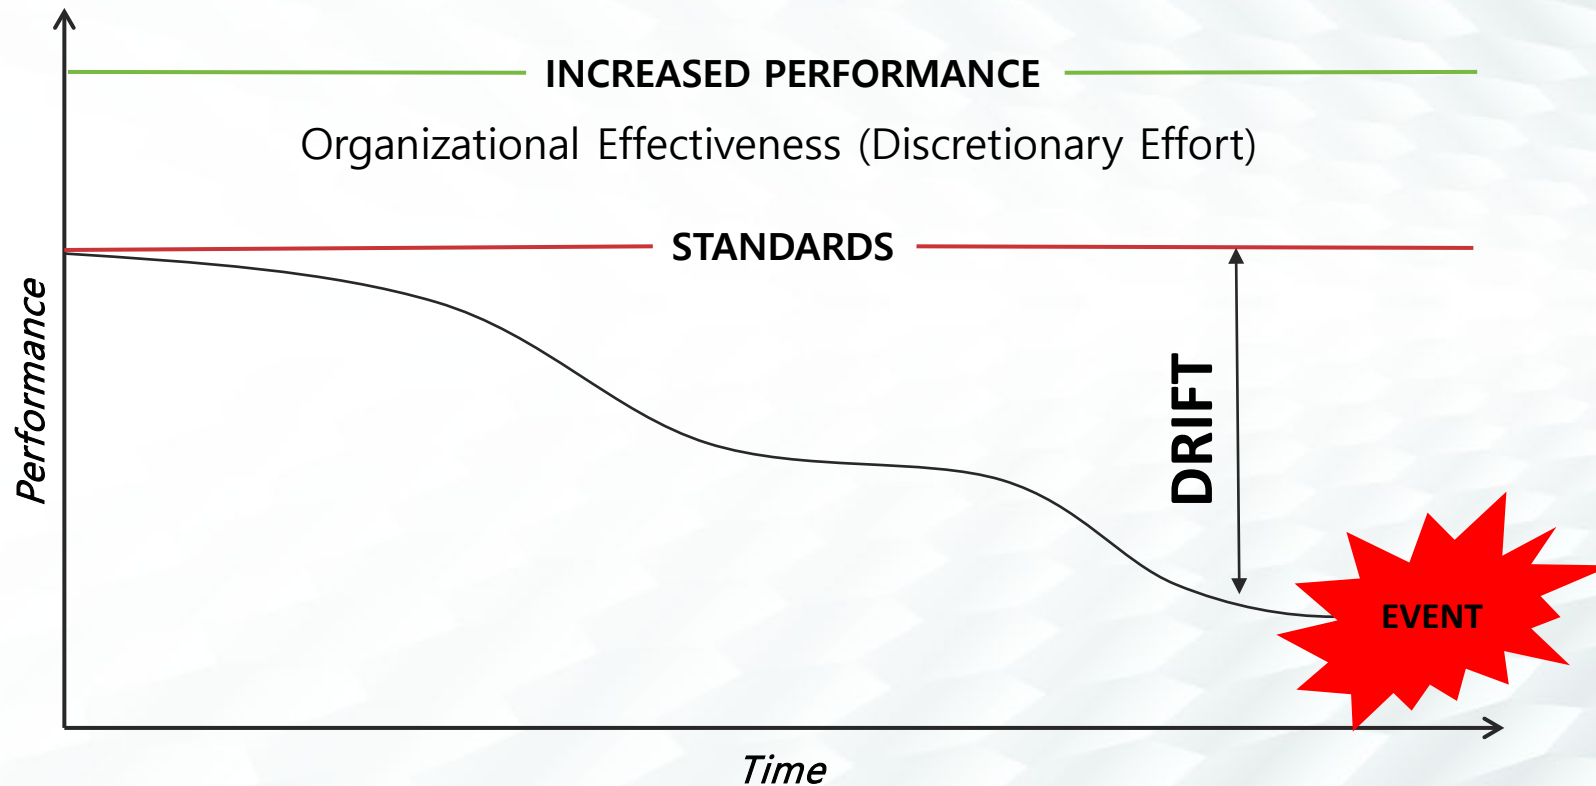 INCREASED PERFORMANCE
Organizational Effectiveness (Discretionary Effort)
STANDARDS
Performance
DRIFT
EVENT
Time